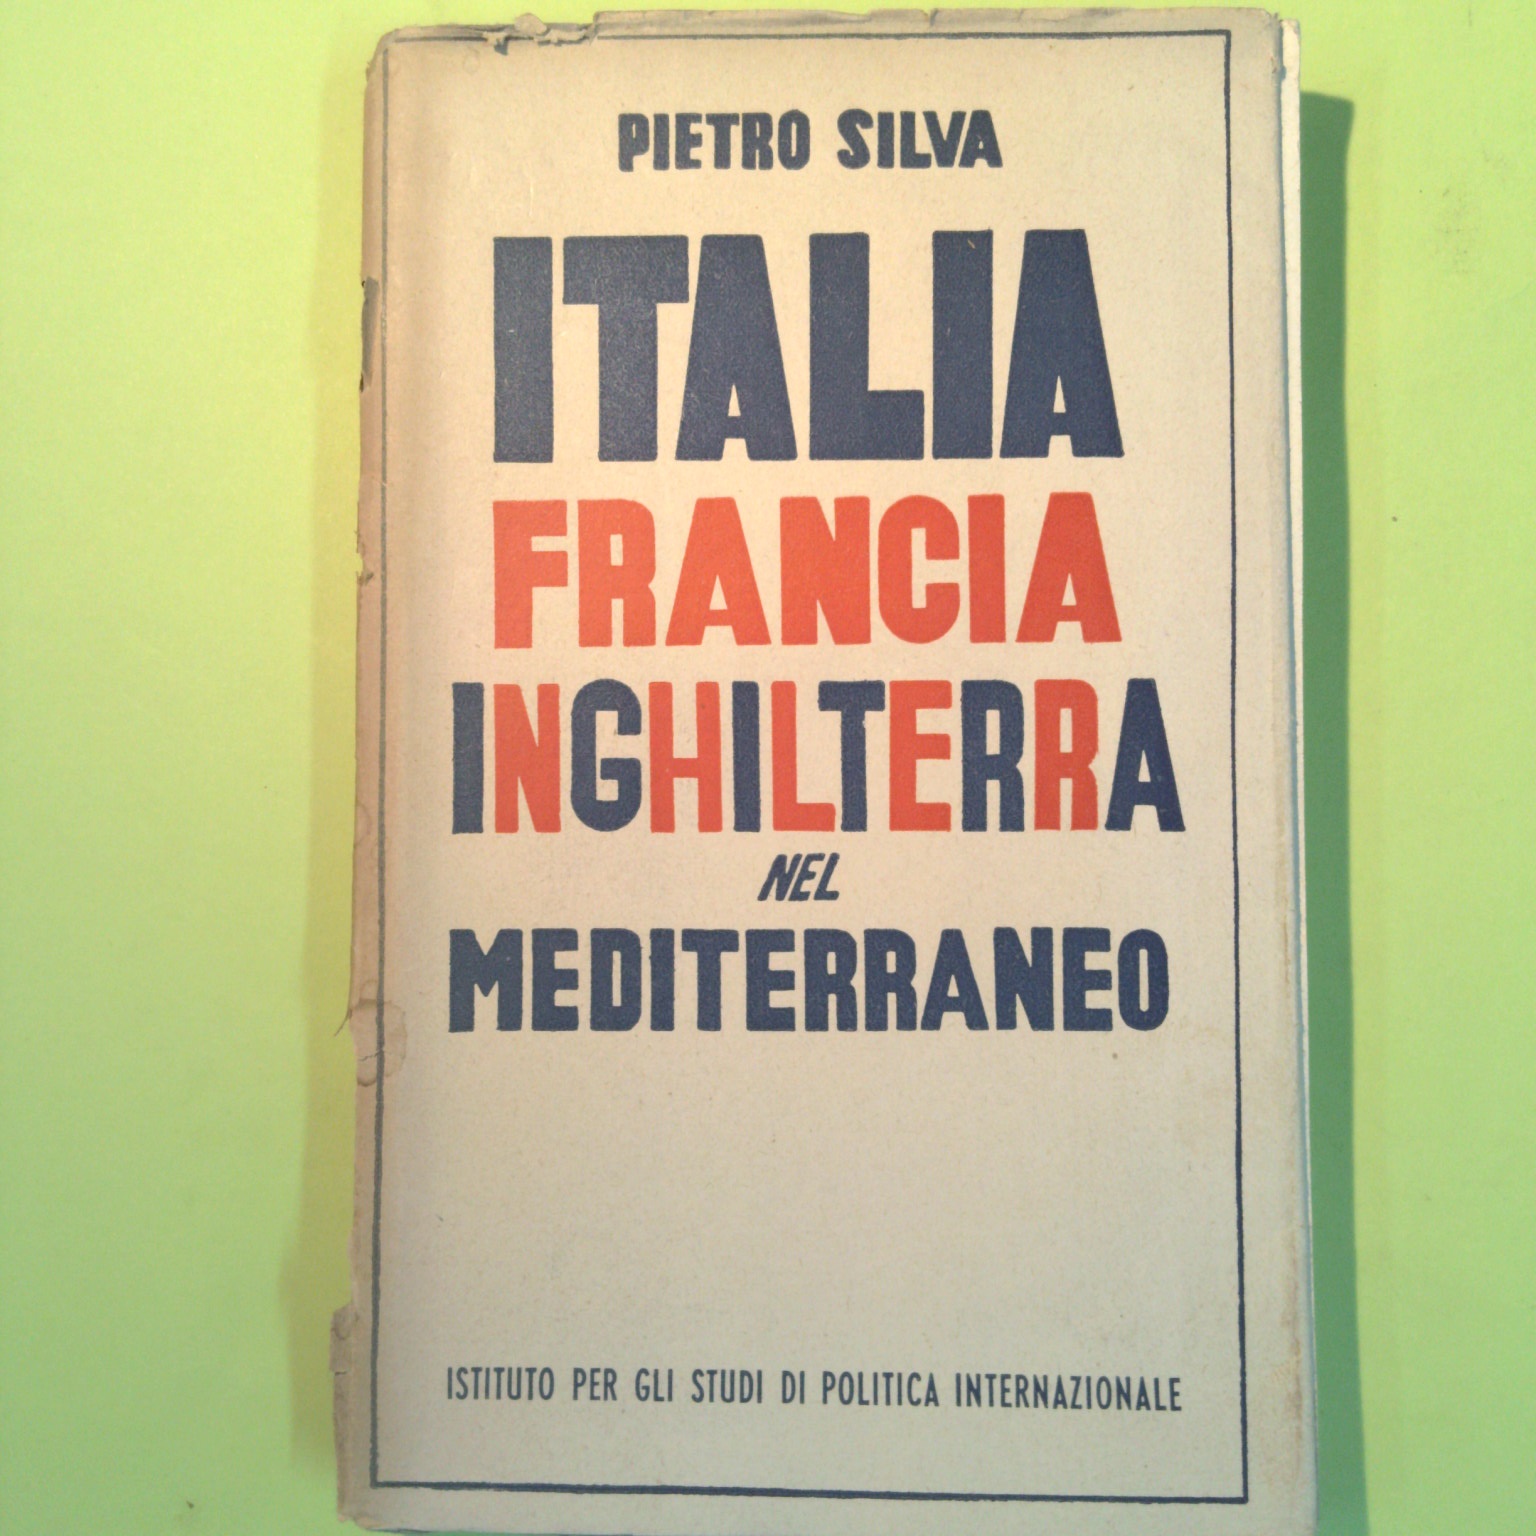 PIETRO SILVA
ITALIA
FRANCIA
INGHILTERRA
NEL
MEDITERRANEO
ISTITUTO PER GLI STUDI DI POLITICA INTERNAZIONALE